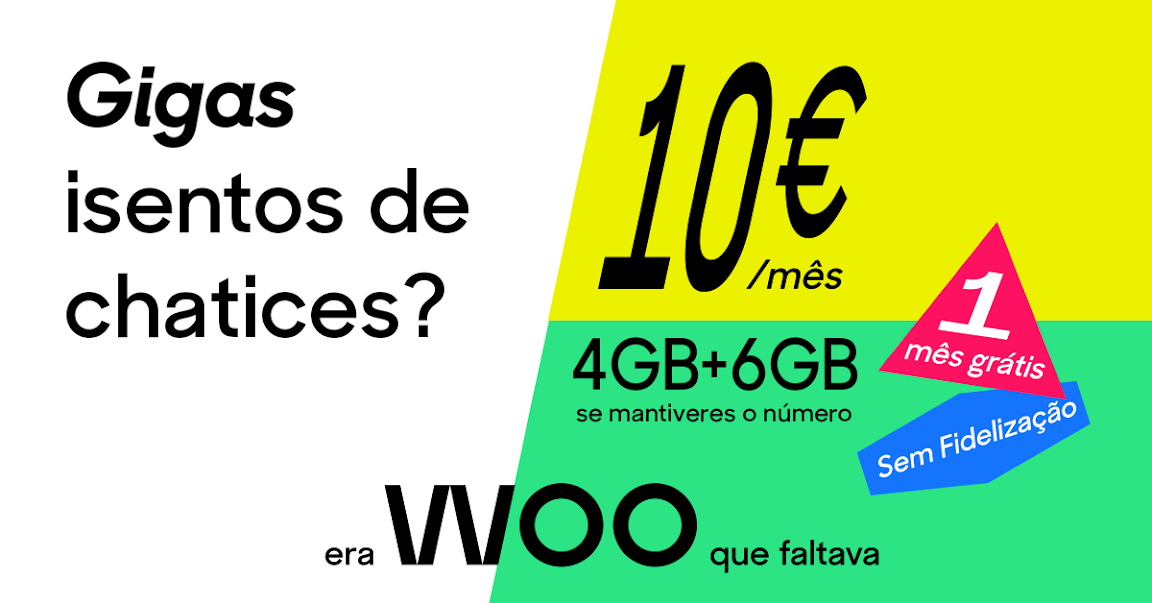 Gigas
isentos de
chatices?
10€
/mês
4GB+6GB
se mantiveres o número
1
mês grátis
Sem Fidelização
era WOO que faltava